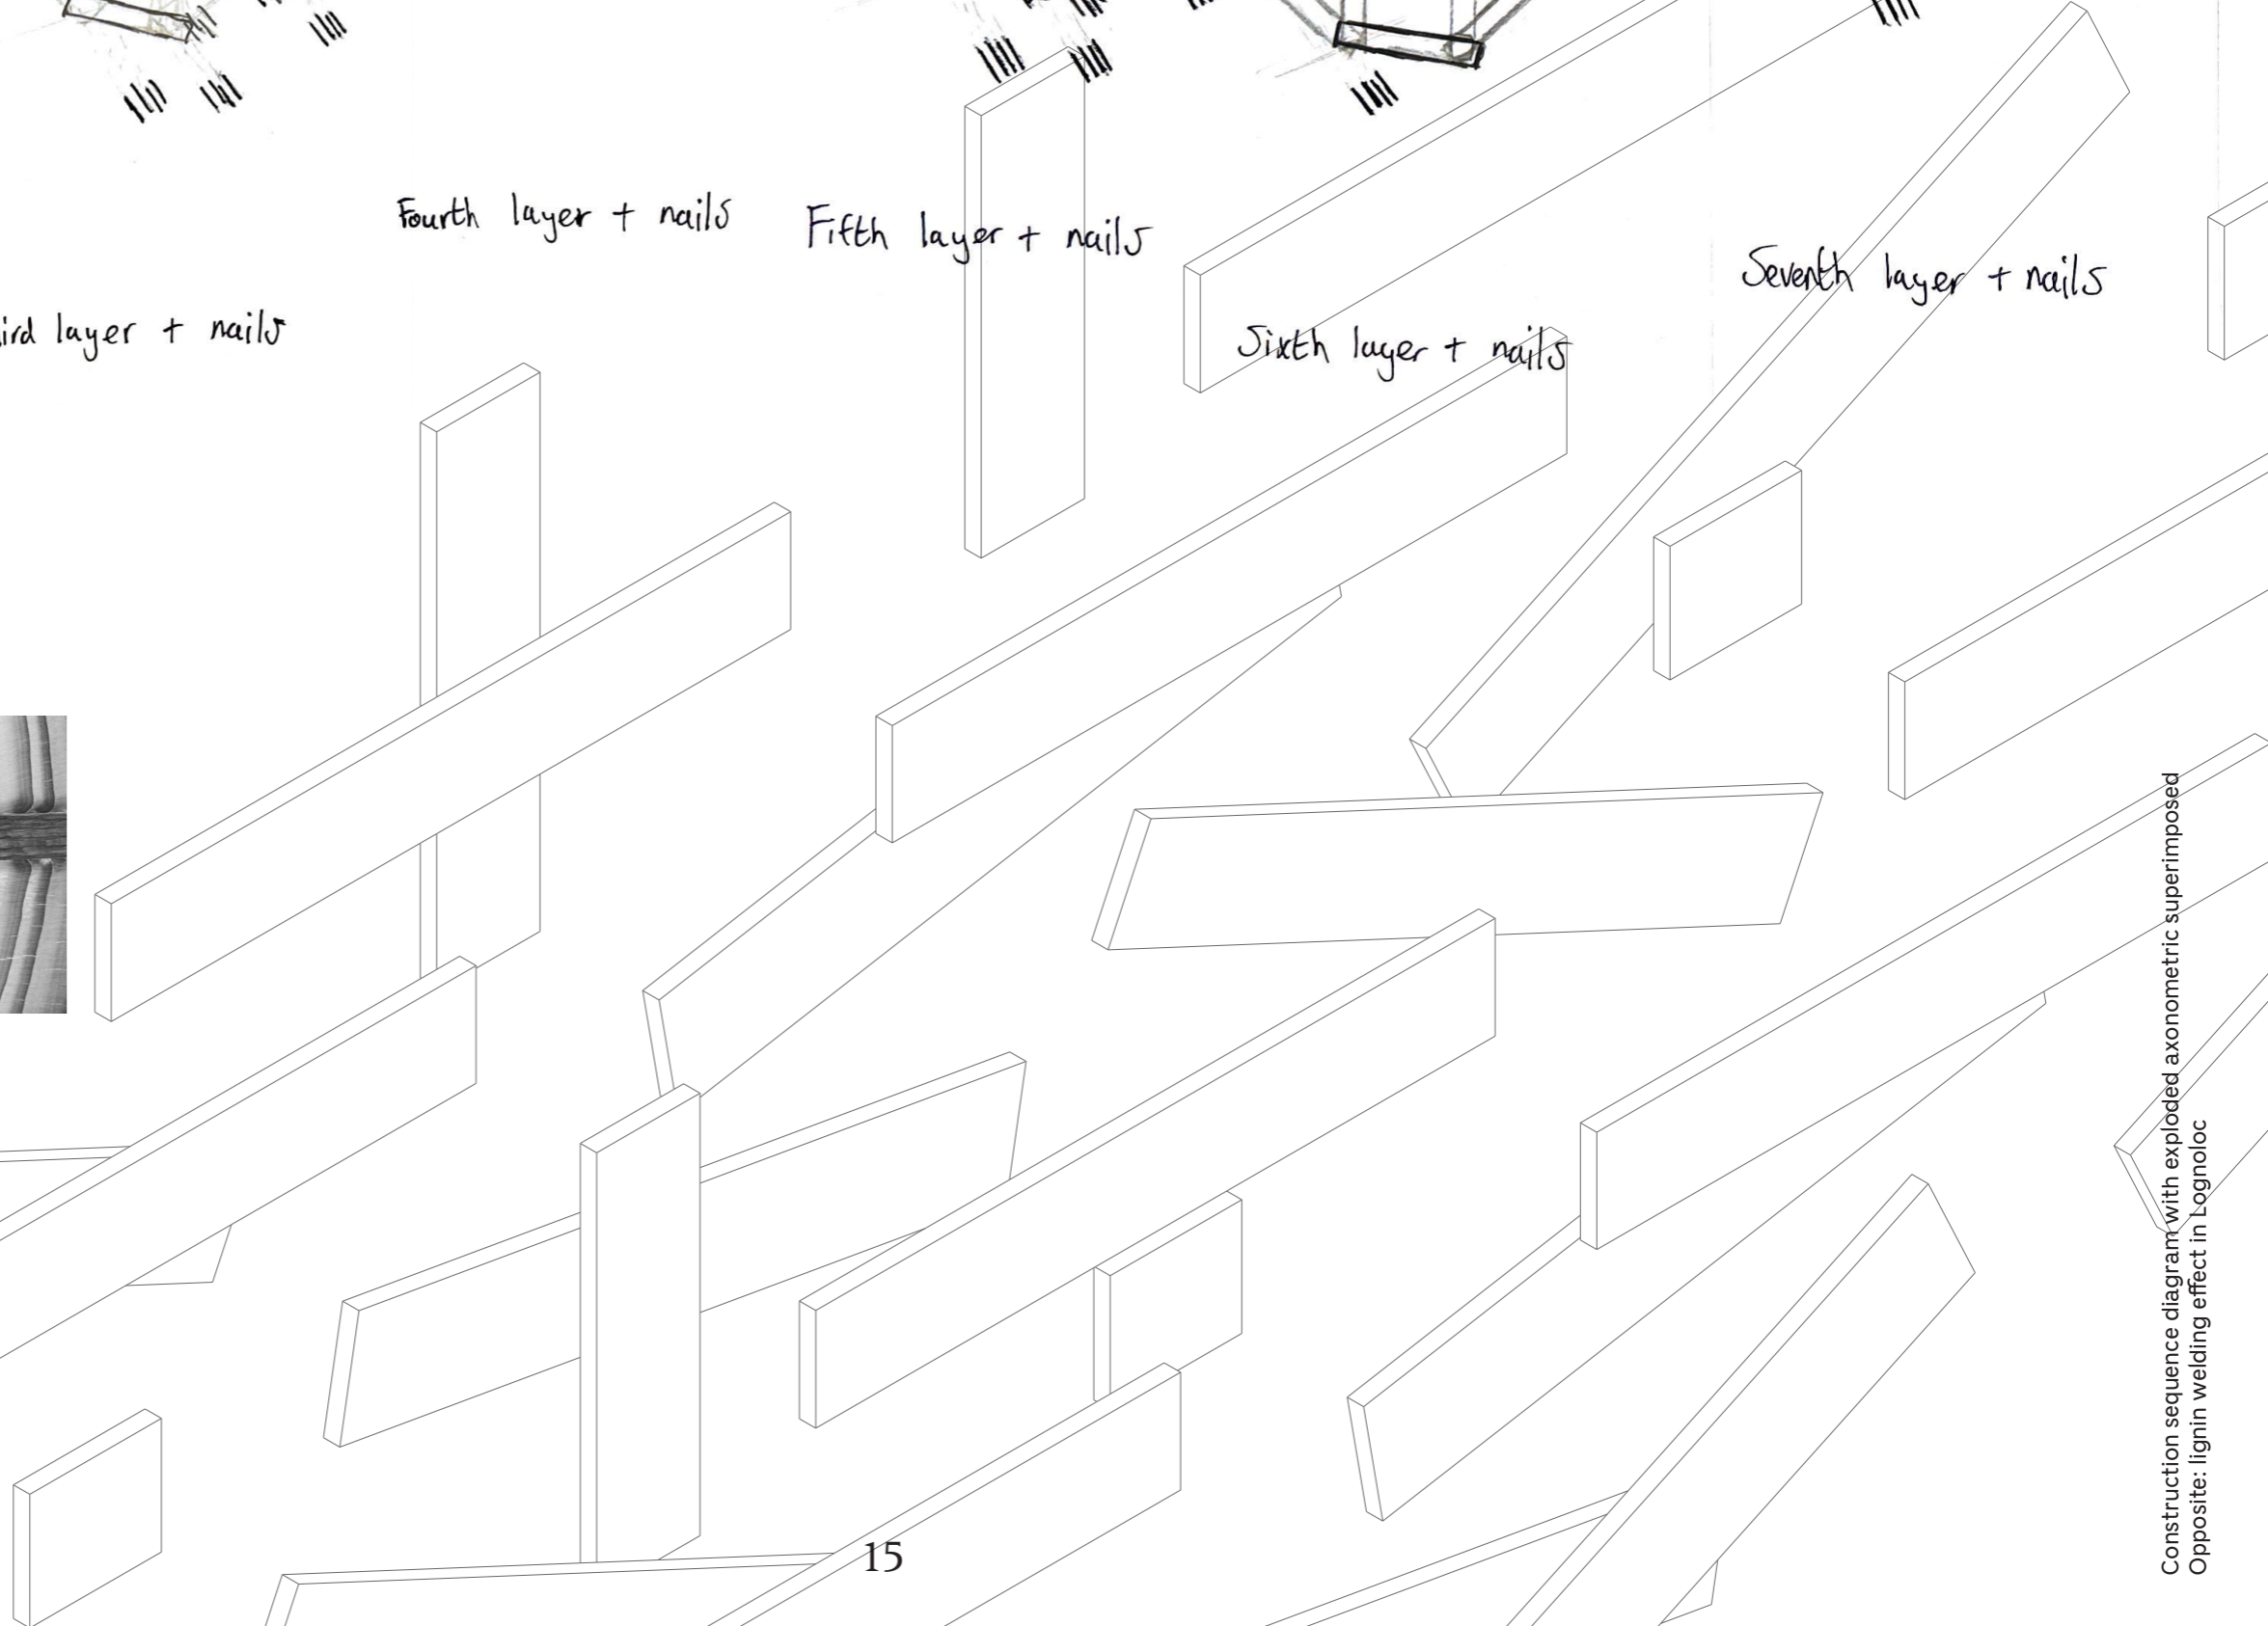 Fourth layer + nails
Fifth layer + nails
Seventh layer + nails
ird layer + nails
Sixth layer + nails
Construction sequence diagram with exploded axonometric superimposed
Opposite: lignin welding effect in Lognoloc
15